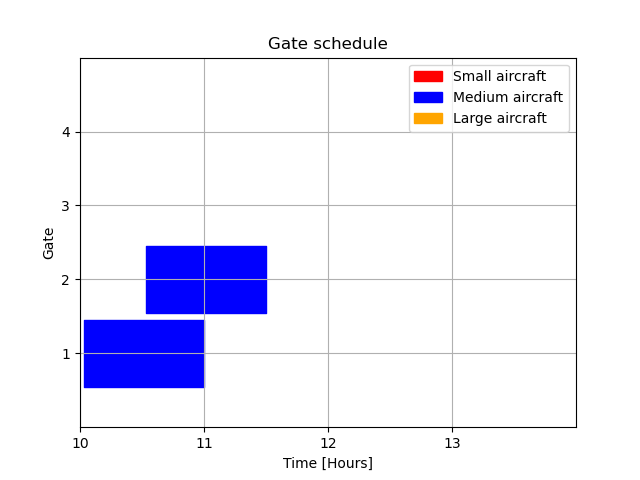 Gate schedule
Small aircraft
Medium aircraft
Large aircraft
4
3
2
1
Gate
10 11 12 13
Time [Hours]